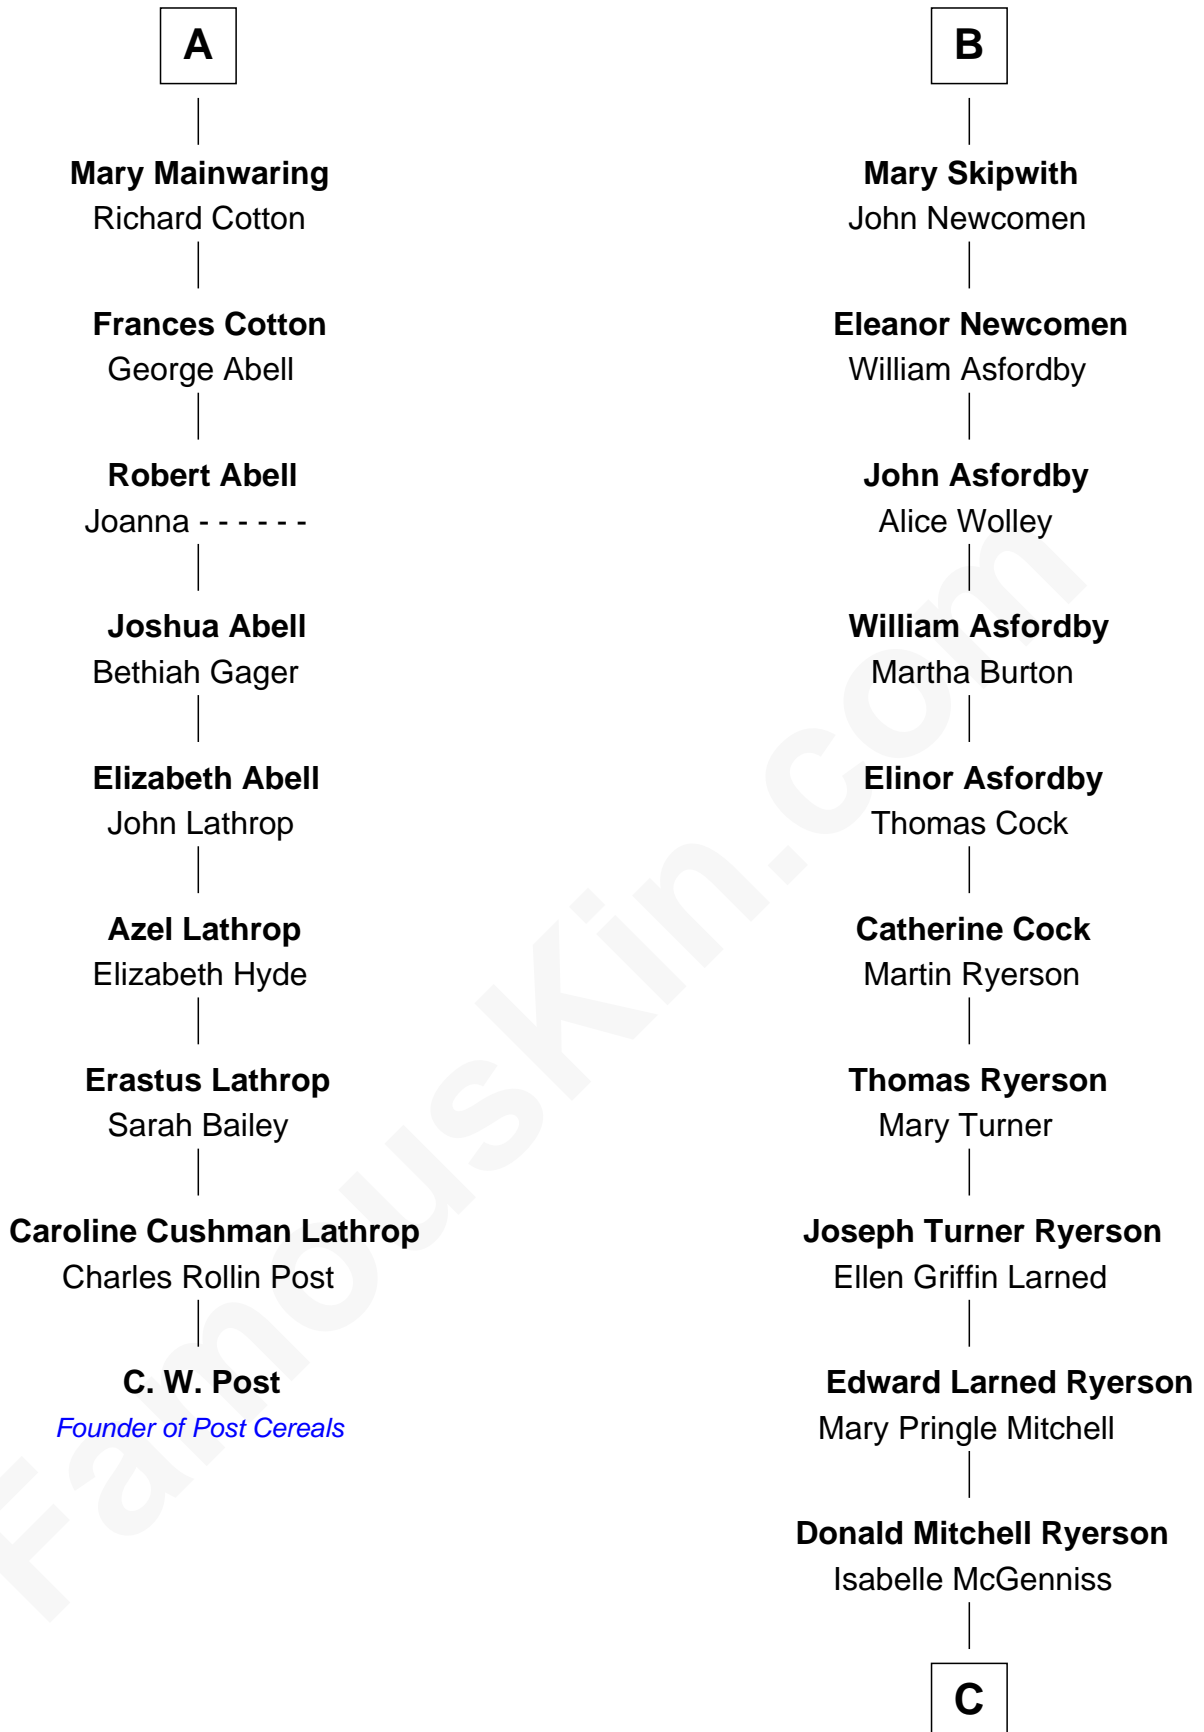 A
Mary Mainwaring
Richard Cotton
Frances Cotton
George Abell
Robert Abell
Joanna - - - - - -
Joshua Abell
Bethiah Gager
Elizabeth Abell
John Lathrop
Azel Lathrop
Elizabeth Hyde
Erastus Lathrop
Sarah Bailey
Caroline Cushman Lathrop
Charles Rollin Post
C. W. Post
Founder of Post Cereals
B
Mary Skipwith
John Newcomen
Eleanor Newcomen
William Asfordby
John Asfordby
Alice Wolley
William Asfordby
Martha Burton
Elinor Asfordby
Thomas Cock
Catherine Cock
Martin Ryerson
Thomas Ryerson
Mary Turner
Joseph Turner Ryerson
Ellen Griffin Larned
Edward Larned Ryerson
Mary Pringle Mitchell
Donald Mitchell Ryerson
Isabelle McGenniss
C
FamousKin.com